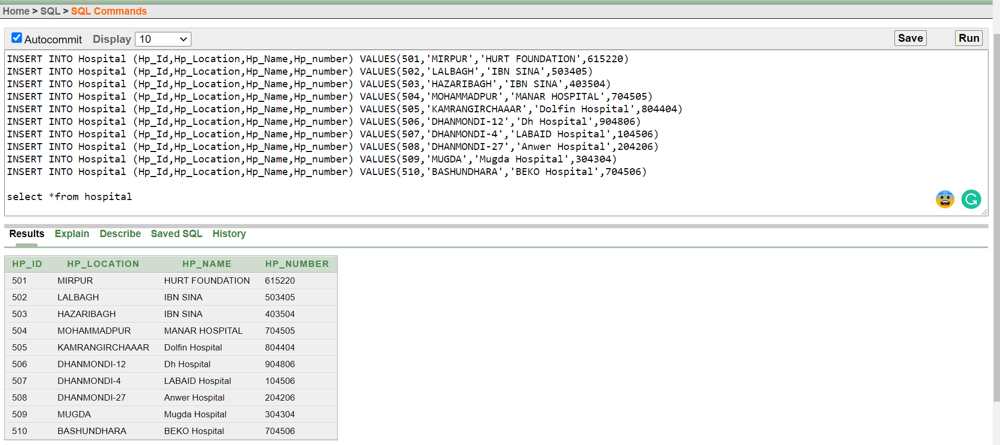 Home > SQL > SQL Commands
Autocommit Display 10 Save Run
INSERT INTO Hospital (Hp_Id,Hp_Location,Hp_Name,Hp_number) VALUES(501,'MIRPUR','HURT FOUNDATION',615220)
INSERT INTO Hospital (Hp_Id,Hp_Location,Hp_Name,Hp_number) VALUES(502,'LALBAGH','IBN SINA',503405)
INSERT INTO Hospital (Hp_Id,Hp_Location,Hp_Name,Hp_number) VALUES(503,'HAZARIBAGH','IBN SINA',403504)
INSERT INTO Hospital (Hp_Id,Hp_Location,Hp_Name,Hp_number) VALUES(504,'MOHAMMADPUR','MANAR HOSPITAL',704505)
INSERT INTO Hospital (Hp_Id,Hp_Location,Hp_Name,Hp_number) VALUES(505,'KAMRANGIRCHAAAR','Dolfin Hospital',804404)
INSERT INTO Hospital (Hp_Id,Hp_Location,Hp_Name,Hp_number) VALUES(506,'DHANMONDI-12','Dh Hospital',904806)
INSERT INTO Hospital (Hp_Id,Hp_Location,Hp_Name,Hp_number) VALUES(507,'DHANMONDI-4','LABAID Hospital',104506)
INSERT INTO Hospital (Hp_Id,Hp_Location,Hp_Name,Hp_number) VALUES(508,'DHANMONDI-27','Anwer Hospital',204206)
INSERT INTO Hospital (Hp_Id,Hp_Location,Hp_Name,Hp_number) VALUES(509,'MUGDA','Mugda Hospital',304304)
INSERT INTO Hospital (Hp_Id,Hp_Location,Hp_Name,Hp_number) VALUES(510,'BASHUNDHARA','BEKO Hospital',704506)
select *from hospital
Results Explain Describe Saved SQL History
HP_ID HP_LOCATION HP_NAME HP_NUMBER
501 MIRPUR HURT FOUNDATION 615220
502 LALBAGH IBN SINA 503405
503 HAZARIBAGH IBN SINA 403504
504 MOHAMMADPUR MANAR HOSPITAL 704505
505 KAMRANGIRCHAAAR Dolfin Hospital 804404
506 DHANMONDI-12 Dh Hospital 904806
507 DHANMONDI-4 LABAID Hospital 104506
508 DHANMONDI-27 Anwer Hospital 204206
509 MUGDA Mugda Hospital 304304
510 BASHUNDHARA BEKO Hospital 704506